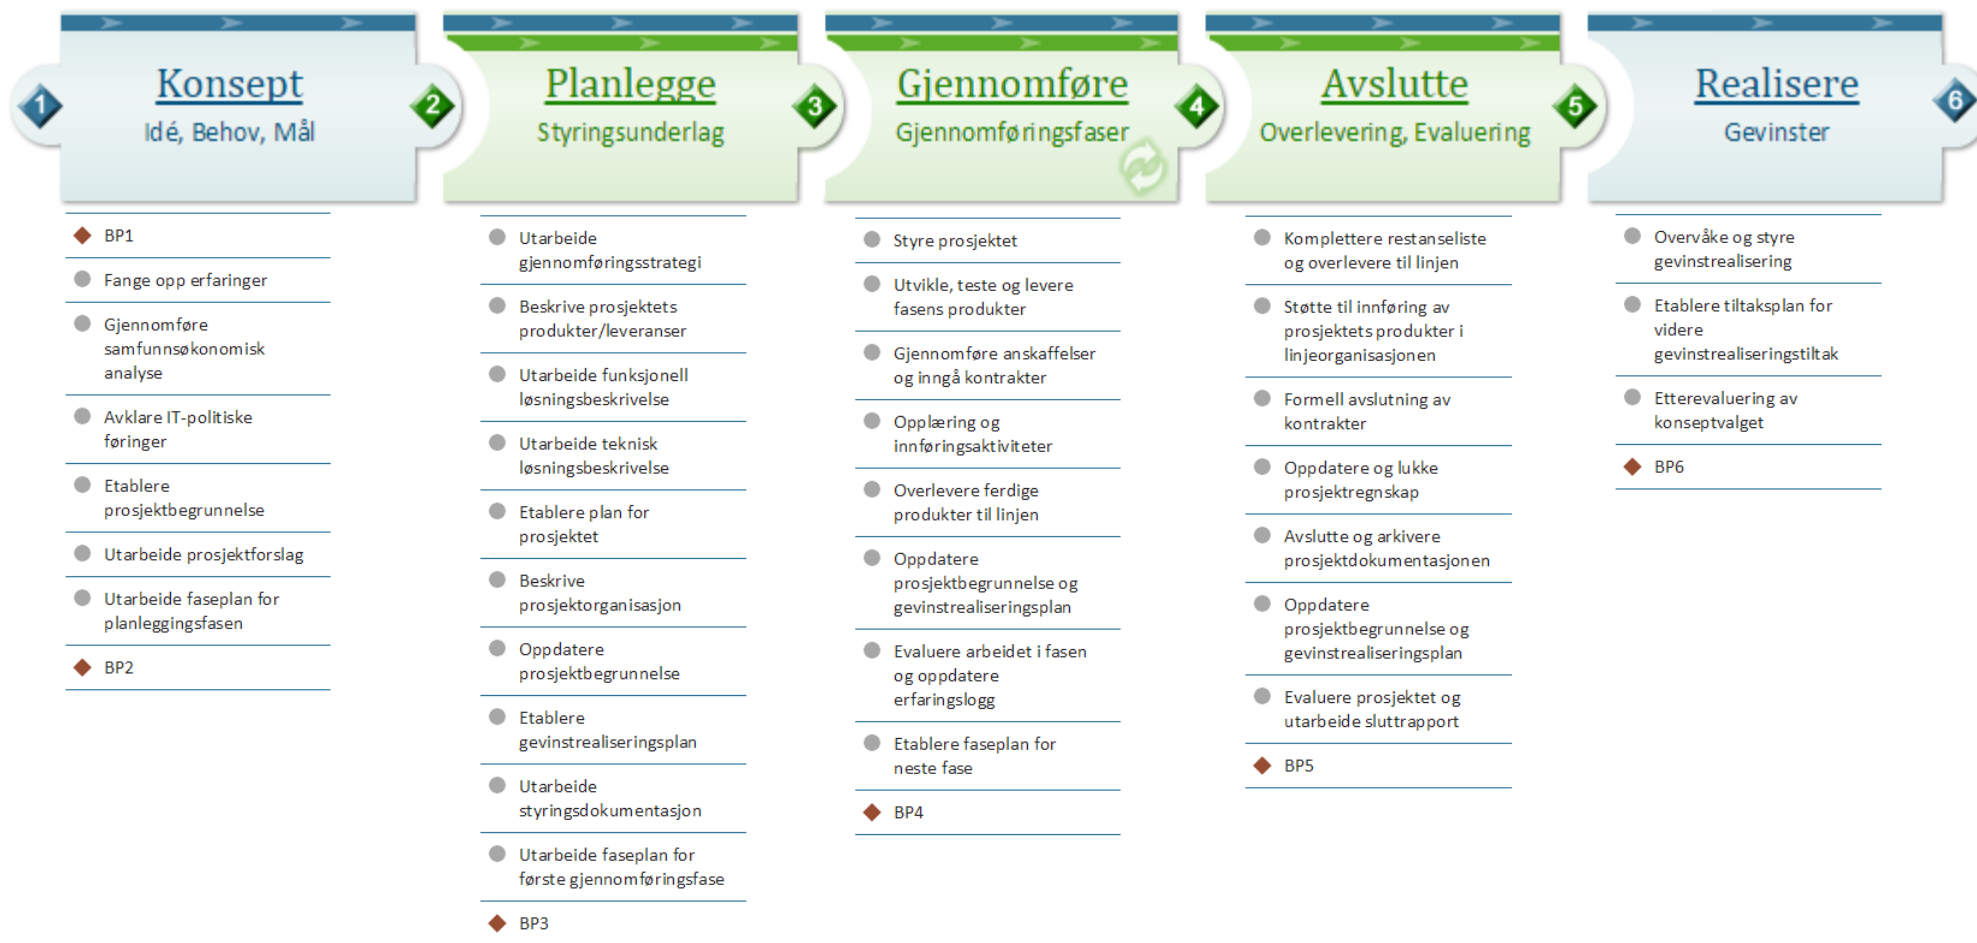 1
Konsept
Idé, Behov, Mål
2
Planlegge
Styringsunderlag
3
Gjennomføre
Gjennomføringsfaser
4
Avslutte
Overlevering, Evaluering
5
Realisere
Gevinster
6
BP1
Fange opp erfaringer
Gjennomføre
samfunnsøkonomisk
analyse
Avklare IT-politiske
føringer
Etablere
prosjektbegrunnelse
Utarbeide prosjektforslag
Utarbeide faseplan for
planleggingsfasen
BP2
Utarbeide
gjennomføringsstrategi
Beskrive prosjektets
produkter/leveranser
Utarbeide funksjonell
løsningsbeskrivelse
Utarbeide teknisk
løsningsbeskrivelse
Etablere plan for
prosjektet
Beskrive
prosjektorganisasjon
Oppdatere
prosjektbegrunnelse
Etablere
gevinstrealiseringsplan
Utarbeide
styringsdokumentasjon
Utarbeide faseplan for
første gjennomføringsfase
BP3
Styre prosjektet
Utvikle, teste og levere
fasens produkter
Gjennomføre anskaffelser
og inngå kontrakter
Opplæring og
innføringsaktiviteter
Overlevere ferdige
produkter til linjen
Oppdatere
prosjektbegrunnelse og
gevinstrealiseringsplan
Evaluere arbeidet i fasen
og oppdatere
erfaringslogg
Etablere faseplan for
neste fase
BP4
Komplettere restanseliste
og overlevere til linjen
Støtte til innføring av
prosjektets produkter i
linjeorganisasjonen
Formell avslutning av
kontrakter
Oppdatere og lukke
prosjektregnskap
Avslutte og arkivere
prosjektdokumentasjonen
Oppdatere
prosjektbegrunnelse og
gevinstrealiseringsplan
Evaluere prosjektet og
utarbeide sluttrapport
BP5
Overvåke og styre
gevinstrealisering
Etablere tiltaksplan for
videre
gevinstrealiseringstiltak
Etterevaluering av
konseptvalget
BP6